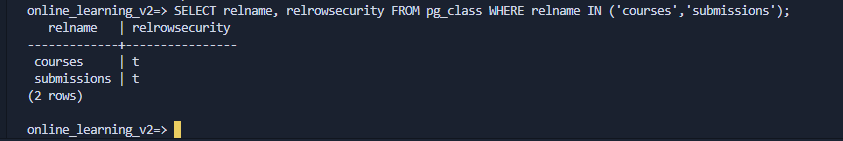 online_learning_v2=> SELECT relname, relrowsecurity FROM pg_class WHERE relname IN ('courses','submissions');
   relname   | relrowsecurity
-------------+----------------
 courses     | t
 submissions | t
(2 rows)

online_learning_v2=>